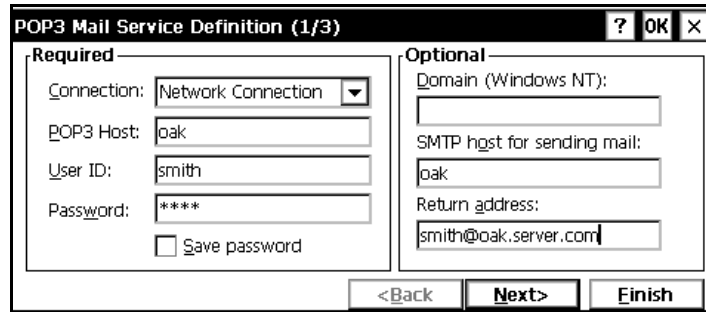 POP3 Mail Service Definition (1/3) ? OK ×
Required
Connection: Network Connection
POP3 Host: oak
User ID: smith
Password: ****
Save password
Optional
Domain (Windows NT):
SMTP host for sending mail:
oak
Return address:
smith@oak.server.com
<Back Next> Finish